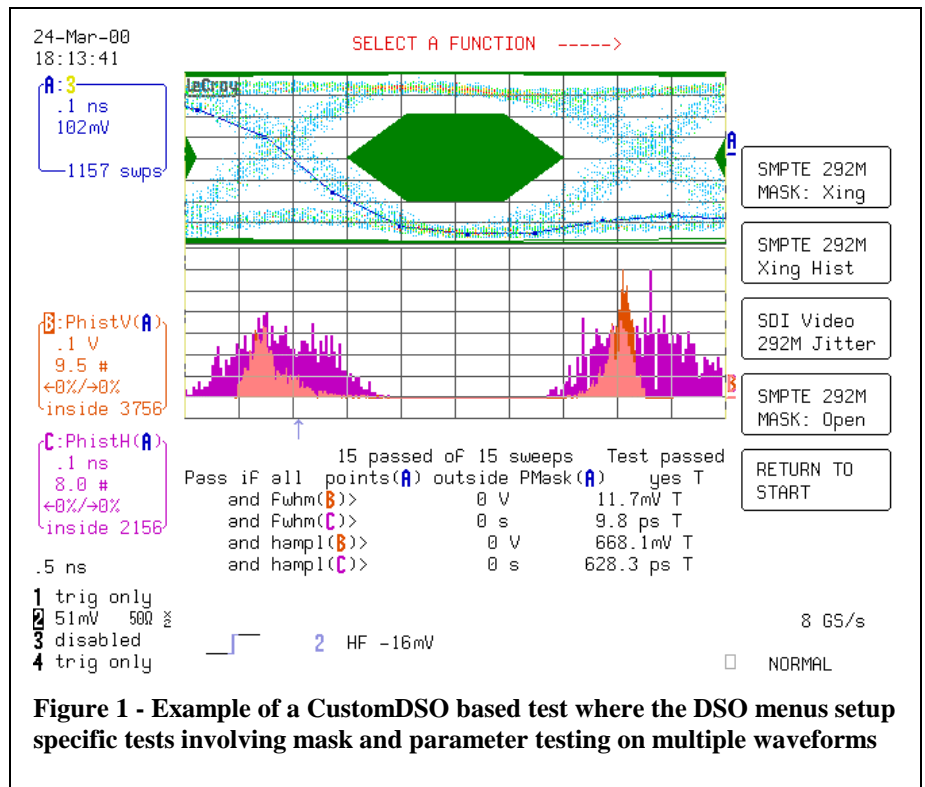 24-Mar-00
18:13:41
SELECT A FUNCTION ----->
A:3
.1 ns
102mV
1157 swps
LeCroy
A
SMPTE 292M
MASK: Xing
SMPTE 292M
Xing Hist
SDI Video
292M Jitter
SMPTE 292M
MASK: Open
RETURN TO
START
B:PhistV(A)
.1 V
9.5 #
←0%/→0%
inside 3756
B
C:PhistH(A)
.1 ns
8.0 #
←0%/→0%
inside 2156
15 passed of 15 sweeps Test passed
Pass if all points(A) outside PMask(A) yes T
and Fwhm(B)> 0 V 11.7mV T
and Fwhm(C)> 0 s 9.8 ps T
and hampl(B)> 0 V 668.1mV T
and hampl(C)> 0 s 628.3 ps T
.5 ns
1 trig only
2 51mV 50Ω ×2
3 disabled
4 trig only
2 HF -16mV
8 GS/s
NORMAL
Figure 1 - Example of a CustomDSO based test where the DSO menus setup
specific tests involving mask and parameter testing on multiple waveforms